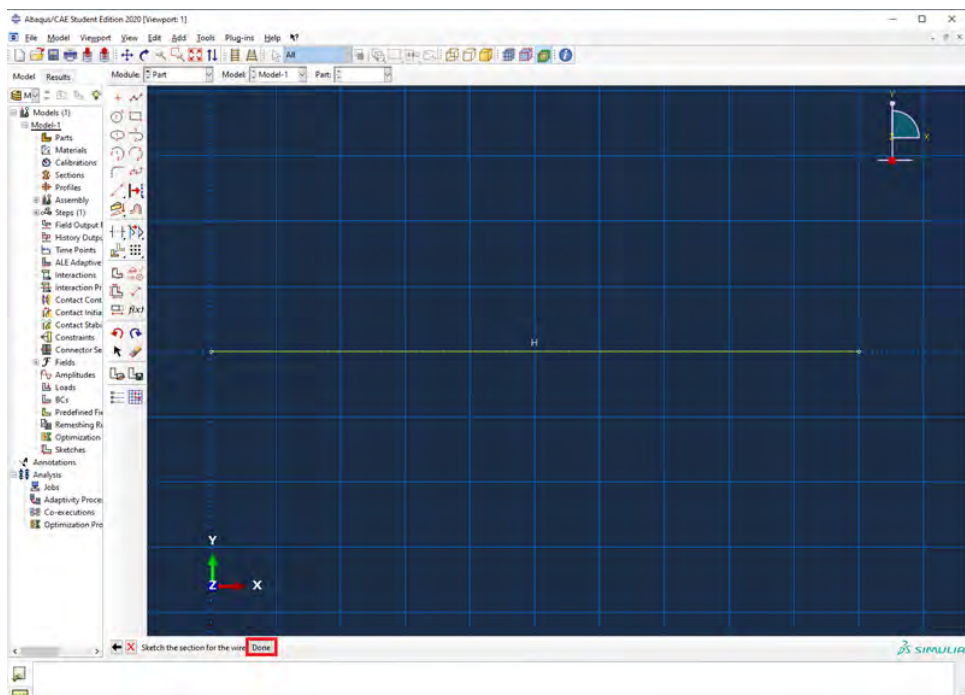 Abaqus/CAE Student Edition 2020 [Viewport: 1]
File Model Viewport View Edit Add Tools Plug-ins Help
All
Model Results
Module: Part Model: Model-1 Part:
Models (1)
Model-1
Parts
Materials
Calibrations
Sections
Profiles
Assembly
Steps (1)
Field Output
History Outpu
Time Points
ALE Adaptive
Interactions
Interaction Pr
Contact Cont
Contact Initia
Contact Stabi
Constraints
Connector Se
Fields
Amplitudes
Loads
BCs
Predefined Fie
Remeshing Ru
Optimization
Sketches
Annotations
Analysis
Jobs
Adaptivity Proce
Co-executions
Optimization Pro
f(x)
Y
X
H
Y
Z X
Sketch the section for the wire Done
SIMULIA